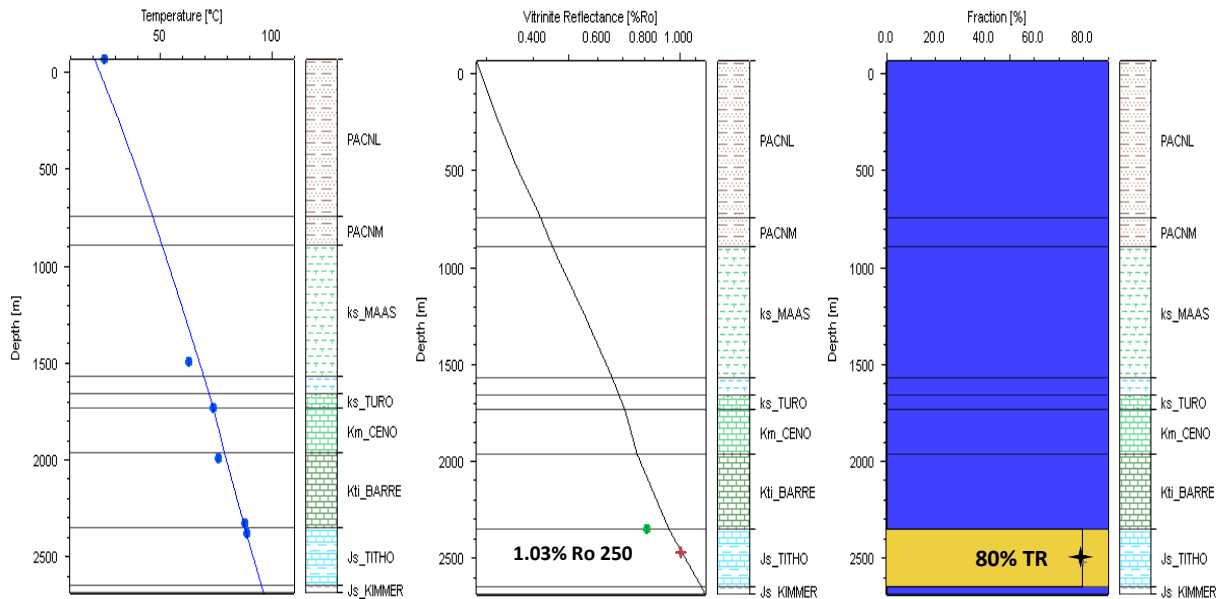 Temperature [°C]
50 100
0
500
1000
1500
2000
2500
Depth [m]
PACNL
PACNM
ks_MAAS
ks_TURO
Km_CENO
Kti_BARRE
Js_TITHO
Js_KIMMER
Vitrinite Reflectance [%Ro]
0.400 0.600 0.800 1.000
0
500
1000
1500
2000
2500
Depth [m]
1.03% Ro 250
PACNL
PACNM
ks_MAAS
ks_TURO
Km_CENO
Kti_BARRE
Js_TITHO
Js_KIMMER
Fraction [%]
0.0 20.0 40.0 60.0 80.0
0
500
1000
1500
2000
2500
Depth [m]
80% TR
PACNL
PACNM
ks_MAAS
ks_TURO
Km_CENO
Kti_BARRE
Js_TITHO
Js_KIMMER